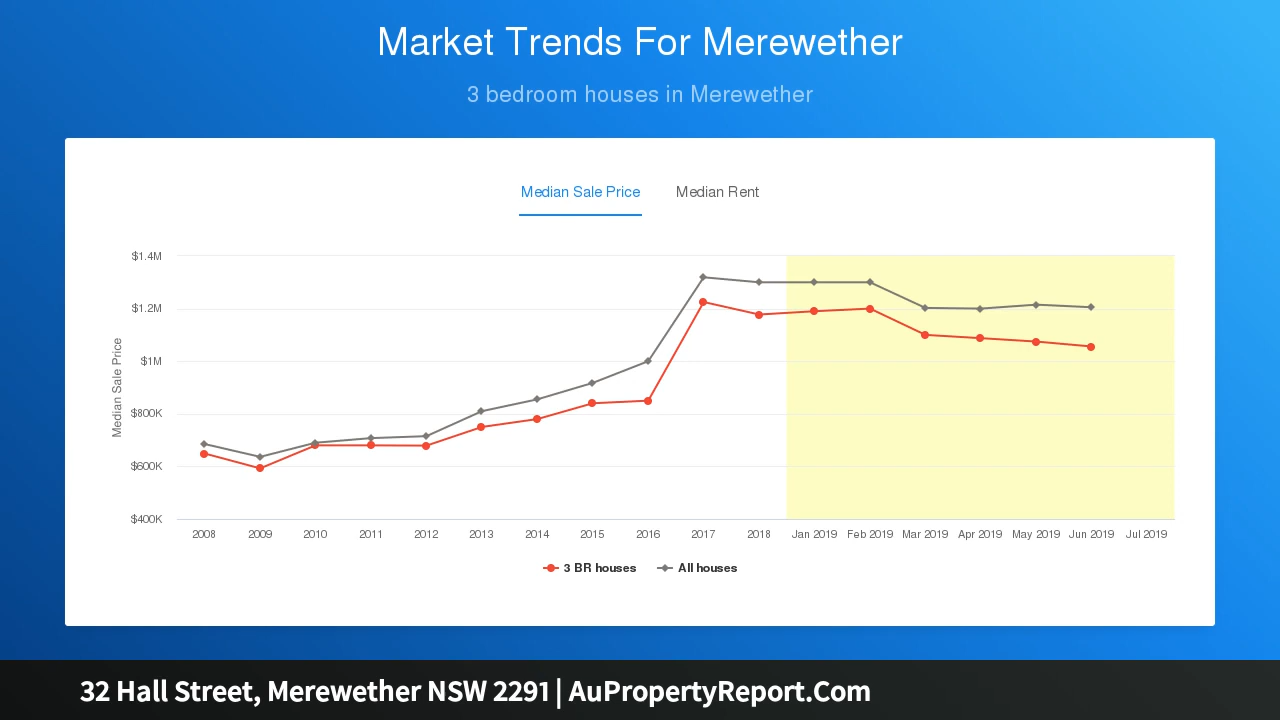 Market Trends For Merewether
3 bedroom houses in Merewether
Median Sale Price Median Rent
Median Sale Price
$1.4M
$1.2M
$1M
$800K
$600K
$400K
2008 2009 2010 2011 2012 2013 2014 2015 2016 2017 2018 Jan 2019 Feb 2019 Mar 2019 Apr 2019 May 2019 Jun 2019 Jul 2019
3 BR houses All houses
32 Hall Street, Merewether NSW 2291 | AuPropertyReport.Com